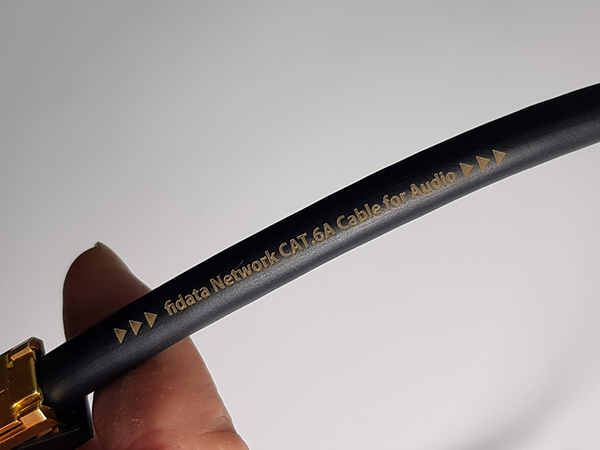 ▶▶▶ fidata Network CAT.6A Cable for Audio ▶▶▶